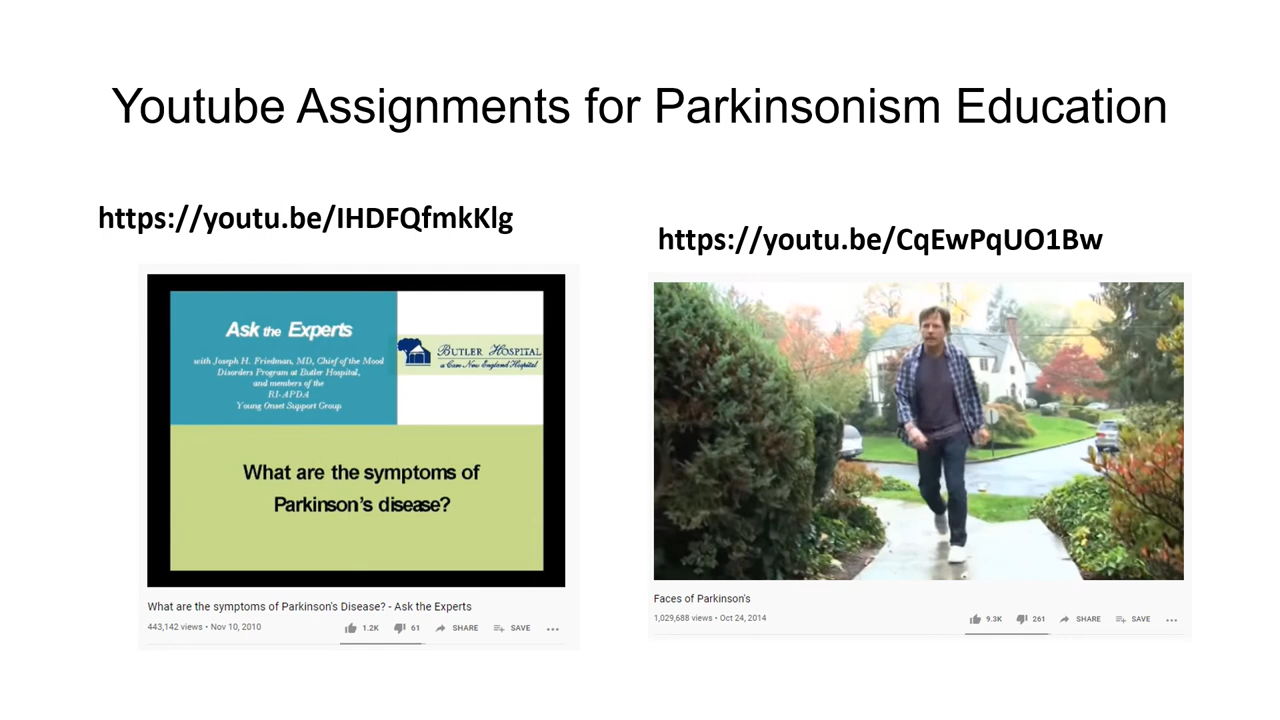 Youtube Assignments for Parkinsonism Education
https://youtu.be/IHDFQfmkKlg
https://youtu.be/CqEwPqUO1Bw
Ask the Experts
with Joseph H. Friedman, MD, Chief of the Mood
Disorders Program at Butler Hospital,
and members of the
RI-APDA
Young Onset Support Group
BUTLER HOSPITAL
a Care New England Hospital
What are the symptoms of
Parkinson's disease?
What are the symptoms of Parkinson's Disease? - Ask the Experts
443,142 views • Nov 10, 2010
1.2K 61 SHARE SAVE ...
Faces of Parkinson's
1,029,688 views • Oct 24, 2014
9.3K 261 SHARE SAVE ...